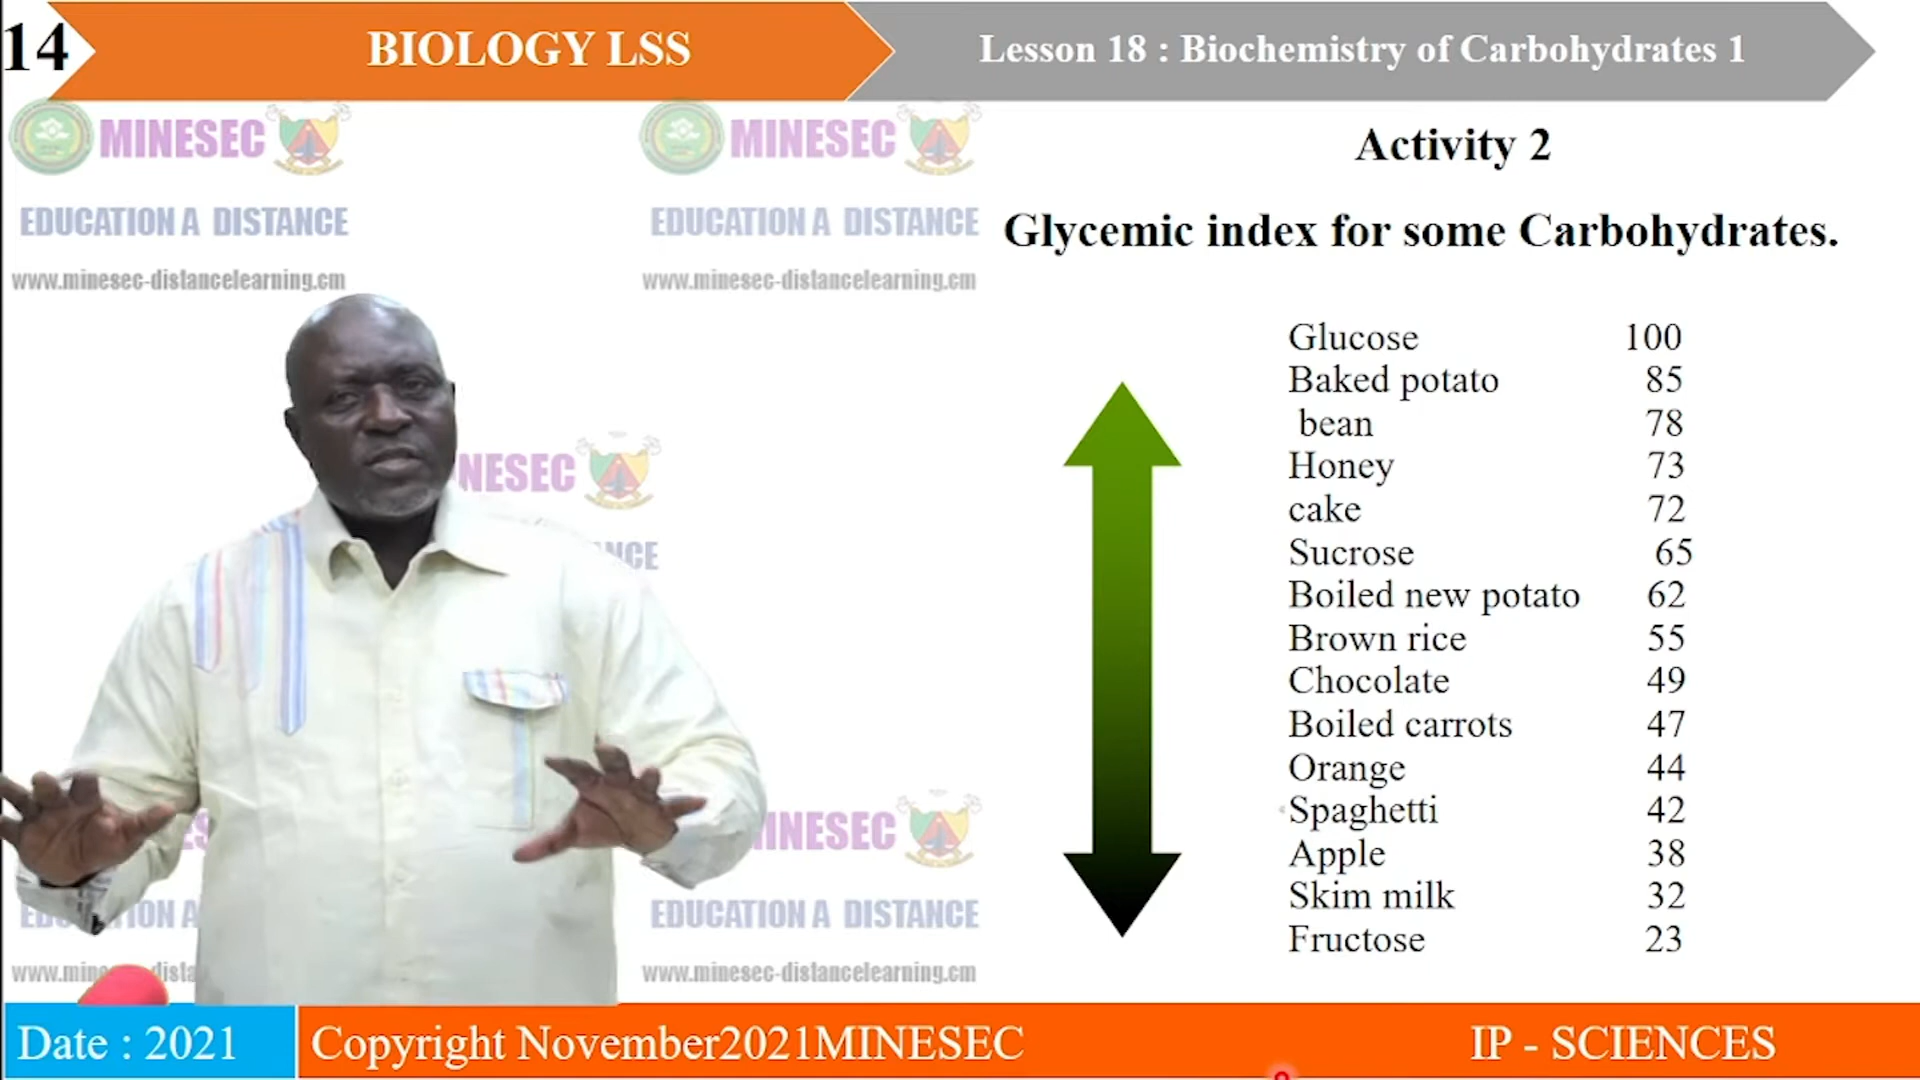 14
BIOLOGY LSS
Lesson 18 : Biochemistry of Carbohydrates 1
MINESEC
MINESEC
EDUCATION A DISTANCE
EDUCATION A DISTANCE
www.minesec-distancelearning.cm
www.minesec-distancelearning.cm
Activity 2
Glycemic index for some Carbohydrates.
Glucose 100
Baked potato 85
bean 78
Honey 73
cake 72
Sucrose 65
Boiled new potato 62
Brown rice 55
Chocolate 49
Boiled carrots 47
Orange 44
Spaghetti 42
Apple 38
Skim milk 32
Fructose 23
NESEC
NCE
INESEC
EDUCATION A DISTANCE
www.minesec-distancelearning.cm
Date : 2021
Copyright November2021MINESEC
IP - SCIENCES